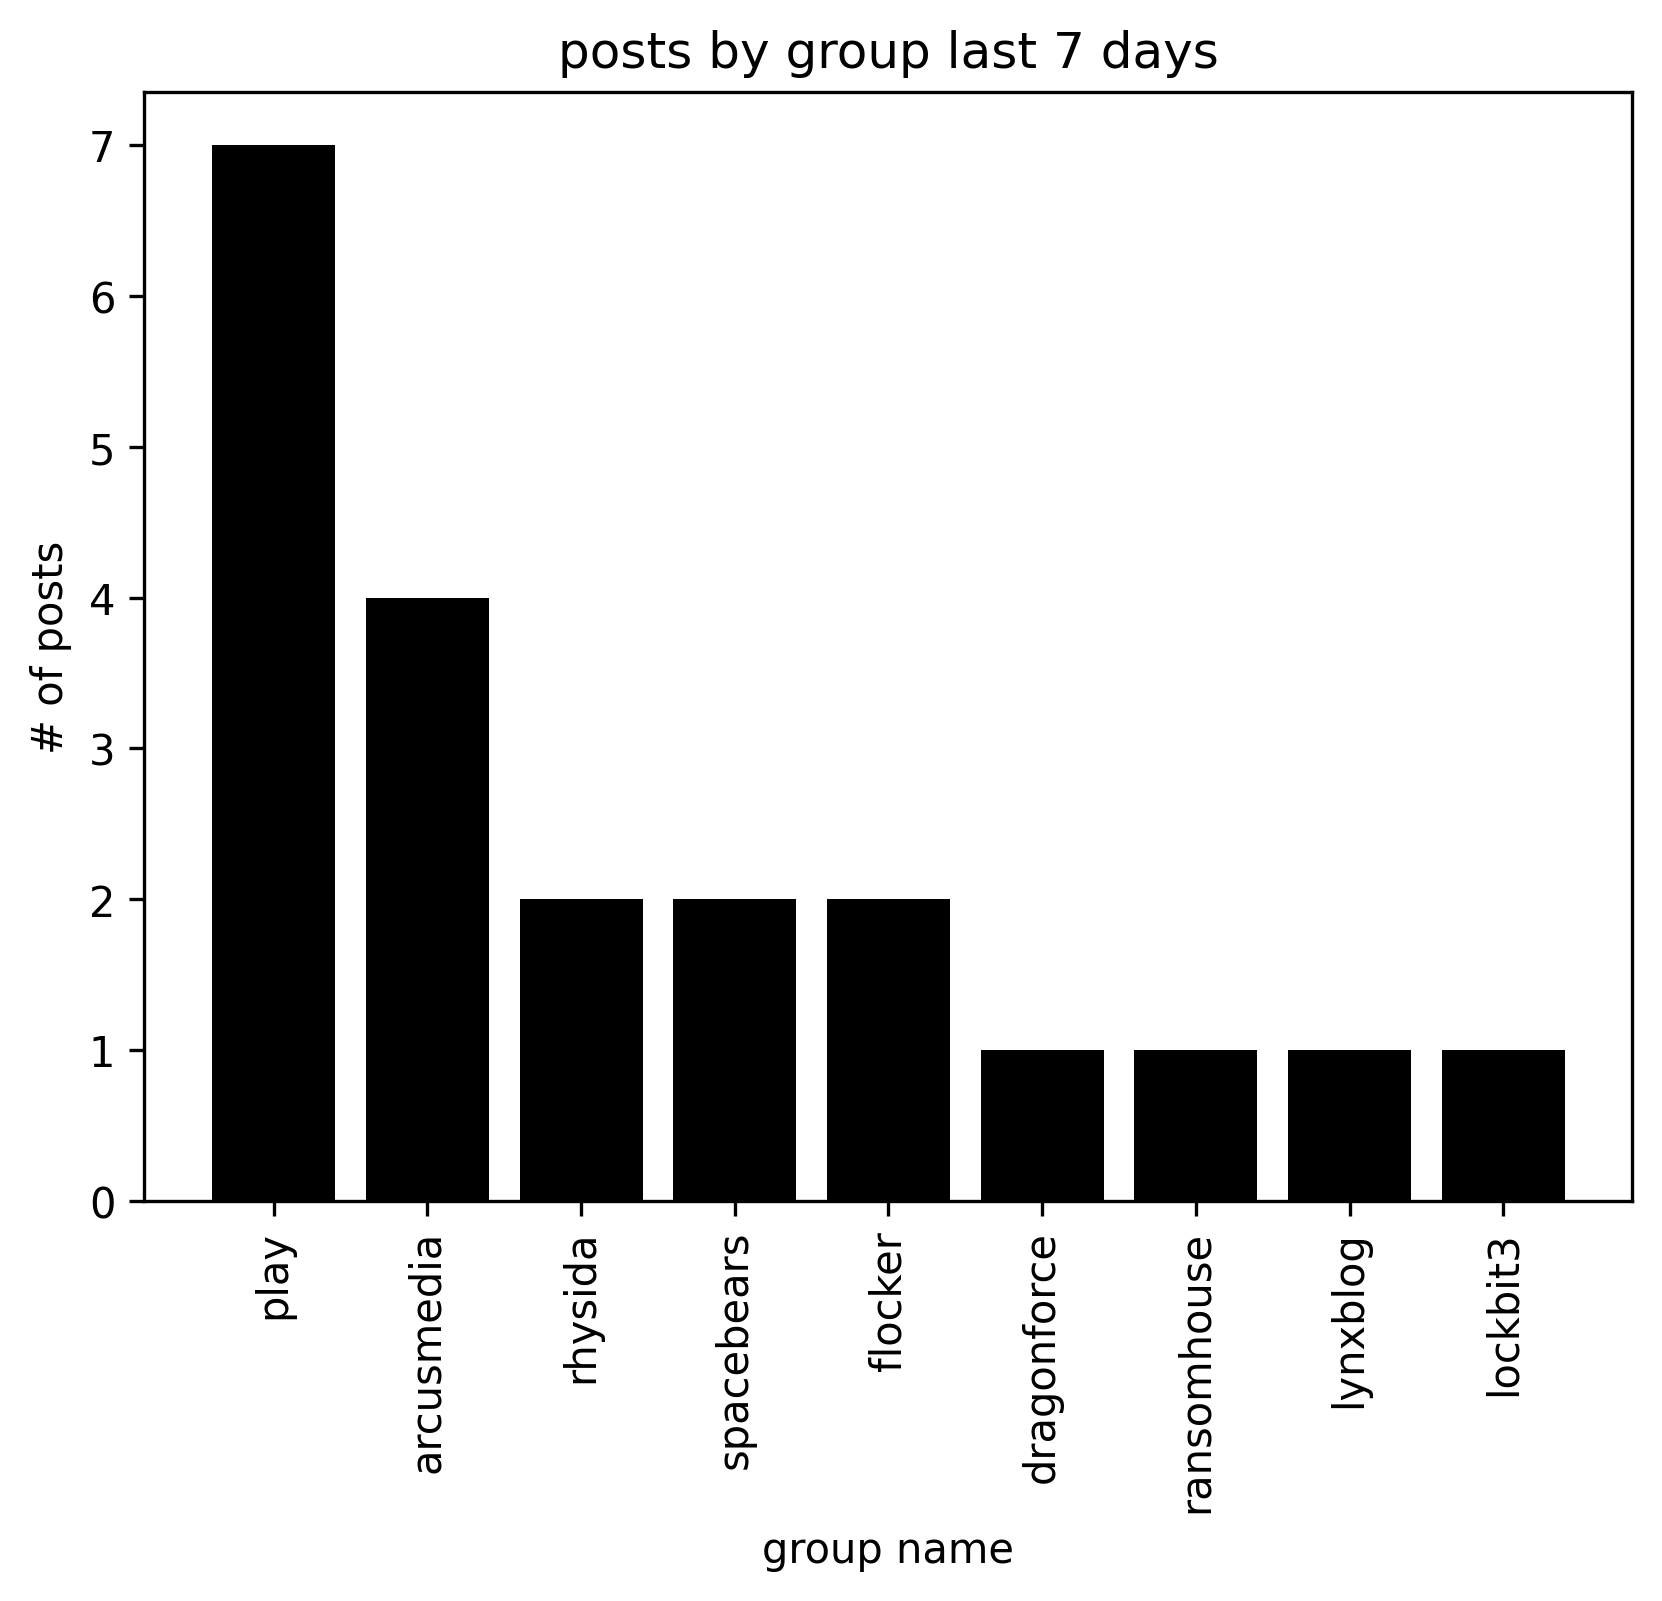 posts by group last 7 days
# of posts
7
6
5
4
3
2
1
0
play
arcusmedia
rhysida
spacebears
flocker
dragonforce
ransomhouse
lynxblog
lockbit3
group name